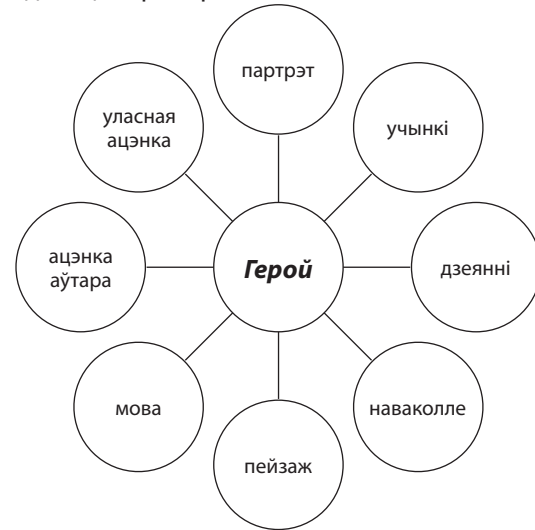 партрэт
учынкі
дзеянні
наваколле
пейзаж
мова
ацэнка
аўтара
уласная
ацэнка
Герой